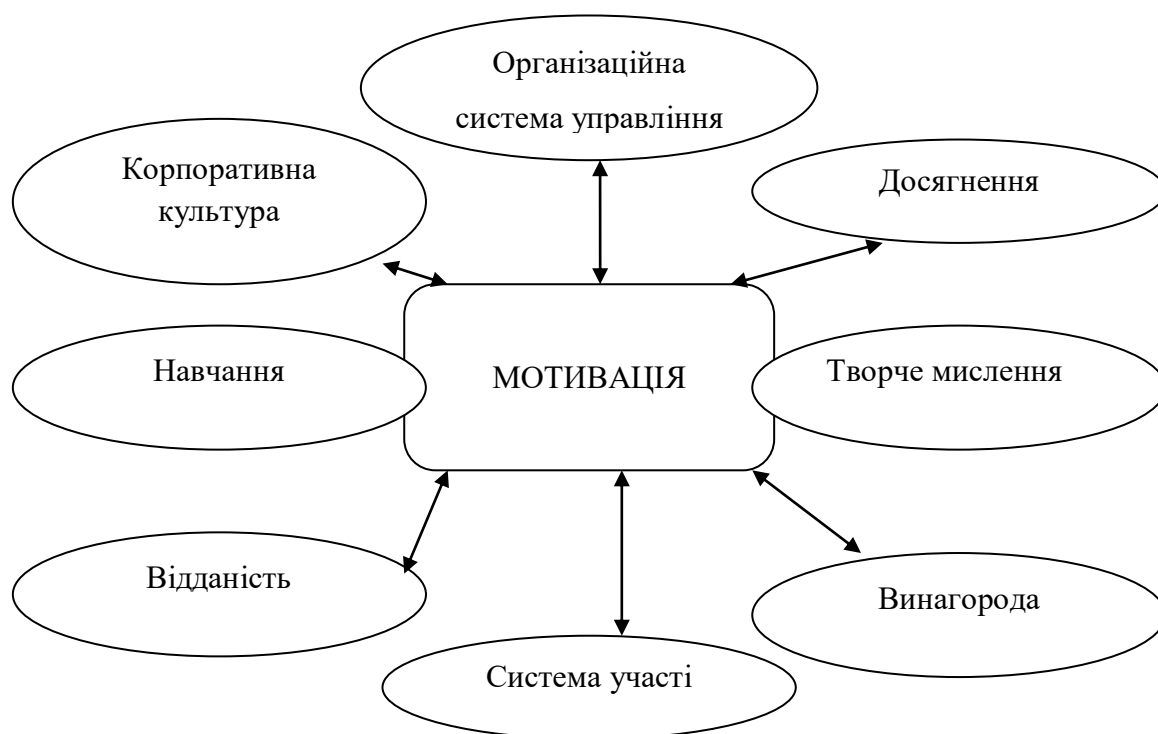 Організаційна
система управління
Корпоративна
культура
Досягнення
Навчання
МОТИВАЦІЯ
Творче мислення
Відданість
Винагорода
Система участі